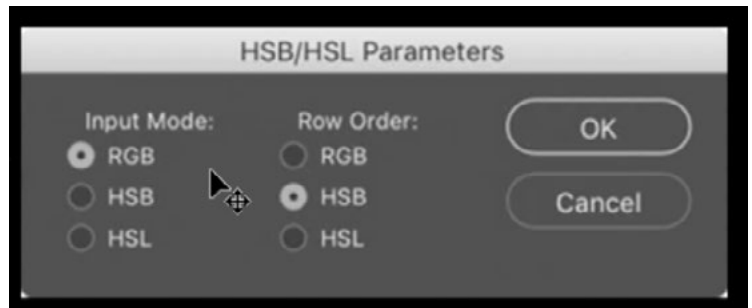 HSB/HSL Parameters
Input Mode:
RGB
HSB
HSL
Row Order:
RGB
HSB
HSL
OK
Cancel